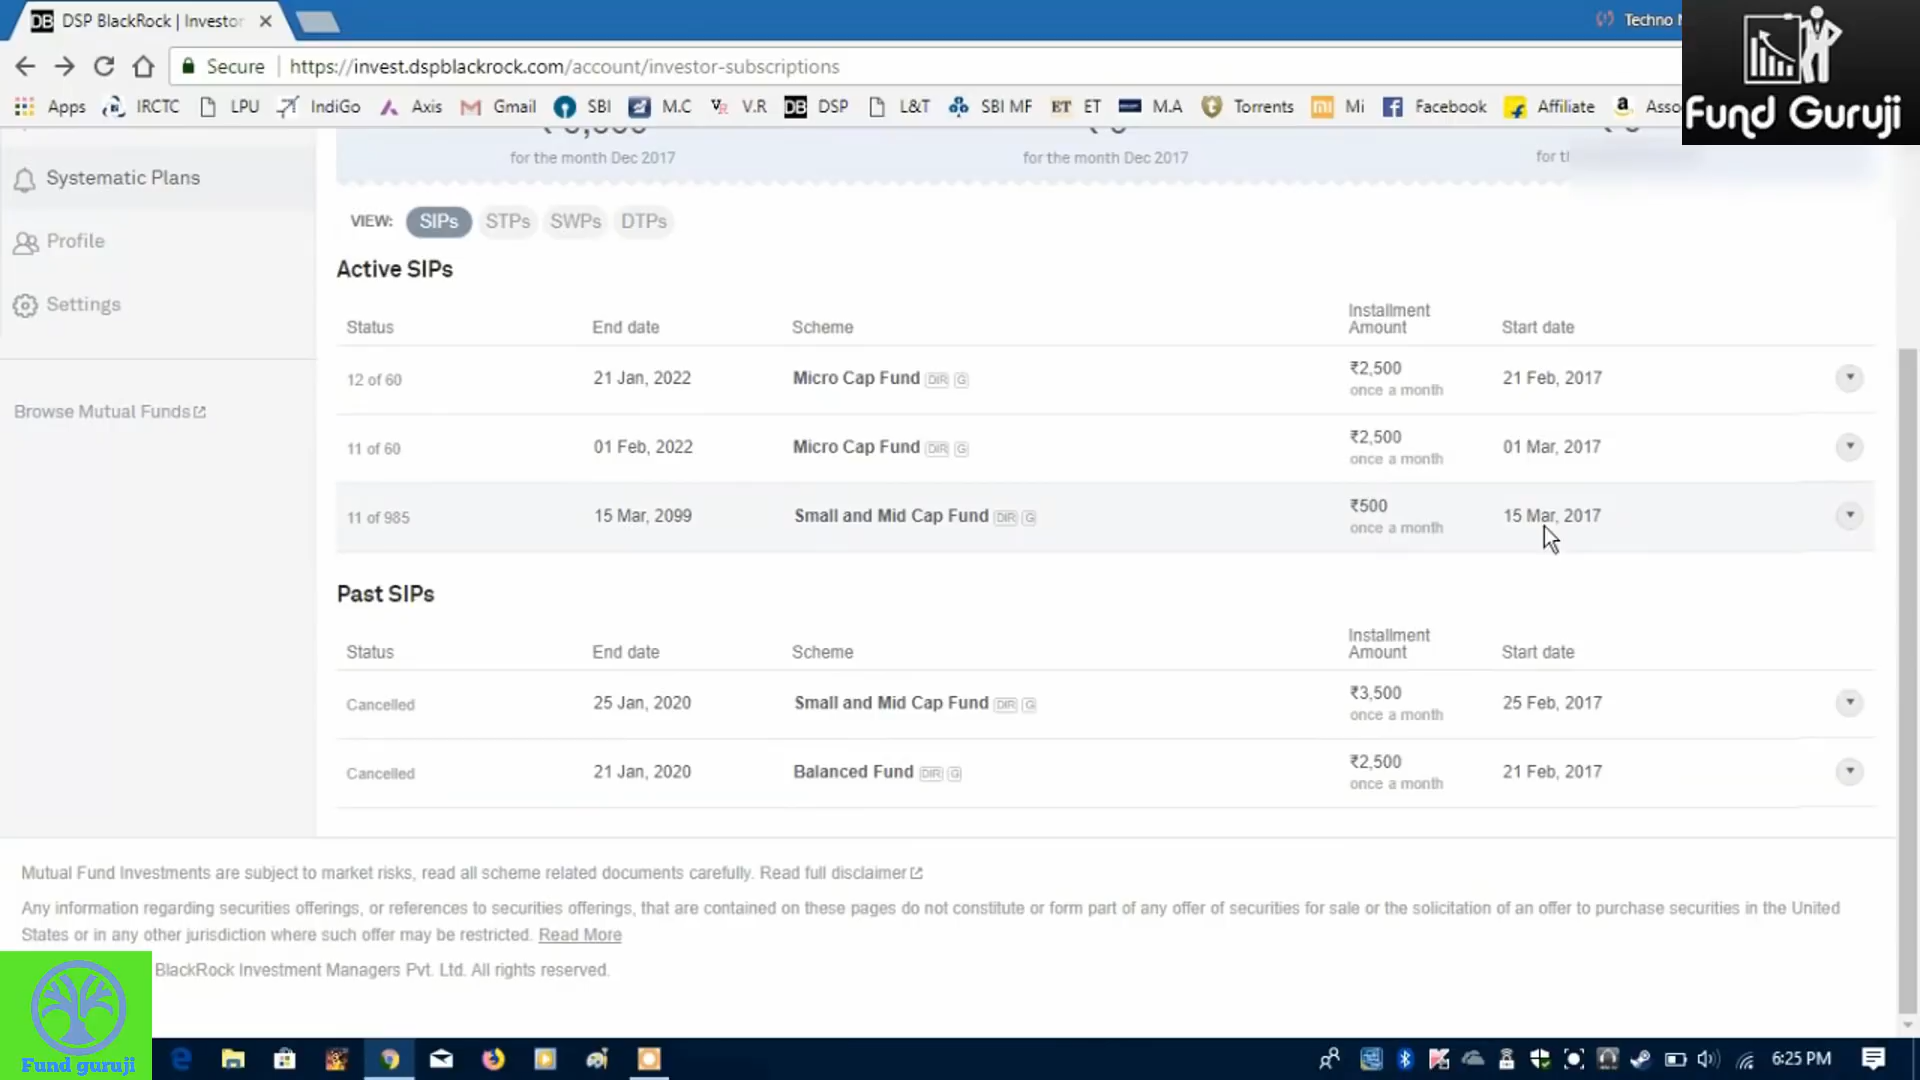 DSP BlackRock | Investor
Techno
Secure https://invest.dspblackrock.com/account/investor-subscriptions
Apps IRCTC LPU IndiGo Axis Gmail SBI M.C V.R DSP L&T SBI MF ET M.A Torrents Mi Facebook Affiliate Asso
Fund Guruji
for the month Dec 2017 for the month Dec 2017 for t
Systematic Plans
Profile
Settings
Browse Mutual Funds
VIEW: SIPs STPs SWPs DTPs
Active SIPs
Status End date Scheme Installment Amount Start date
12 of 60 21 Jan, 2022 Micro Cap Fund DIR G ₹2,500 once a month 21 Feb, 2017
11 of 60 01 Feb, 2022 Micro Cap Fund DIR G ₹2,500 once a month 01 Mar, 2017
11 of 985 15 Mar, 2099 Small and Mid Cap Fund DIR G ₹500 once a month 15 Mar, 2017
Past SIPs
Status End date Scheme Installment Amount Start date
Cancelled 25 Jan, 2020 Small and Mid Cap Fund DIR G ₹3,500 once a month 25 Feb, 2017
Cancelled 21 Jan, 2020 Balanced Fund DIR G ₹2,500 once a month 21 Feb, 2017
Mutual Fund Investments are subject to market risks, read all scheme related documents carefully. Read full disclaimer
Any information regarding securities offerings, or references to securities offerings, that are contained on these pages do not constitute or form part of any offer of securities for sale or the solicitation of an offer to purchase securities in the United
States or in any other jurisdiction where such offer may be restricted. Read More
BlackRock Investment Managers Pvt. Ltd. All rights reserved.
Fund guruji
6:25 PM